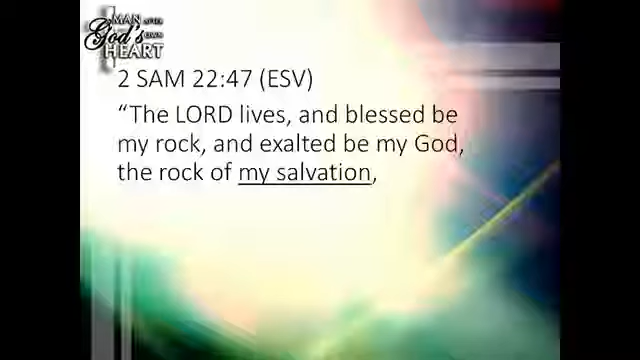 A MAN AFTER
God's OWN
HEART
2 SAM 22:47 (ESV)
“The LORD lives, and blessed be
my rock, and exalted be my God,
the rock of my salvation,